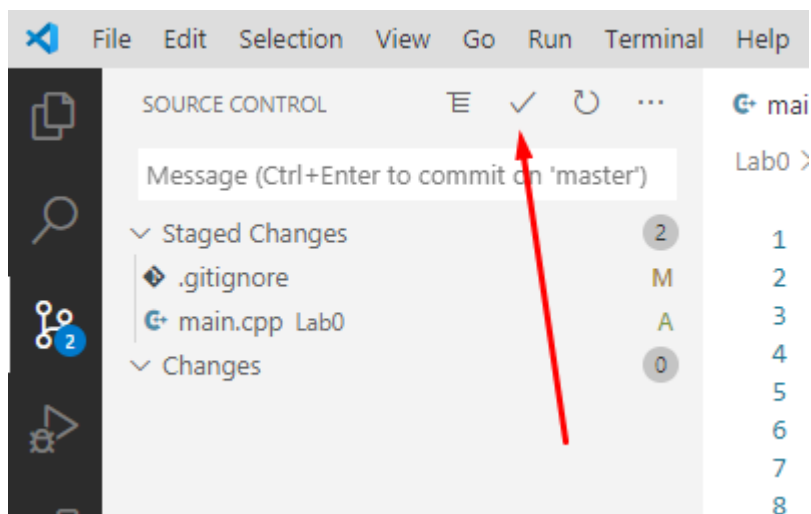 File Edit Selection View Go Run Terminal Help
SOURCE CONTROL
Message (Ctrl+Enter to commit on 'master')
Staged Changes 2
.gitignore M
main.cpp Lab0 A
Changes 0
2
mai
Lab0
1
2
3
4
5
6
7
8